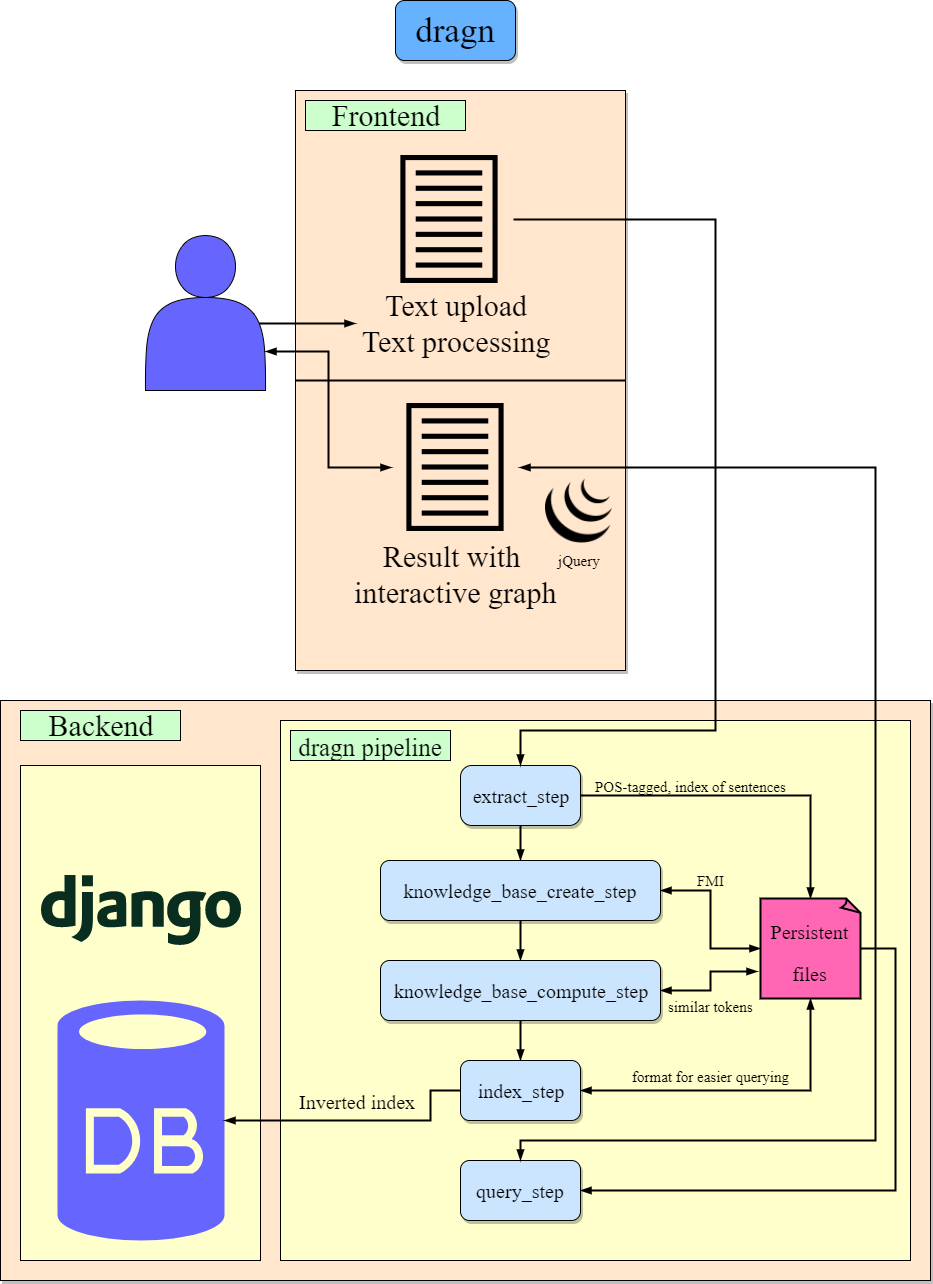 dragn
Frontend
Text upload
Text processing
Result with
interactive graph
jQuery
Backend
django
DB
dragn pipeline
extract_step
POS-tagged, index of sentences
knowledge_base_create_step
FMI
Persistent
files
knowledge_base_compute_step
similar tokens
index_step
format for easier querying
Inverted index
query_step